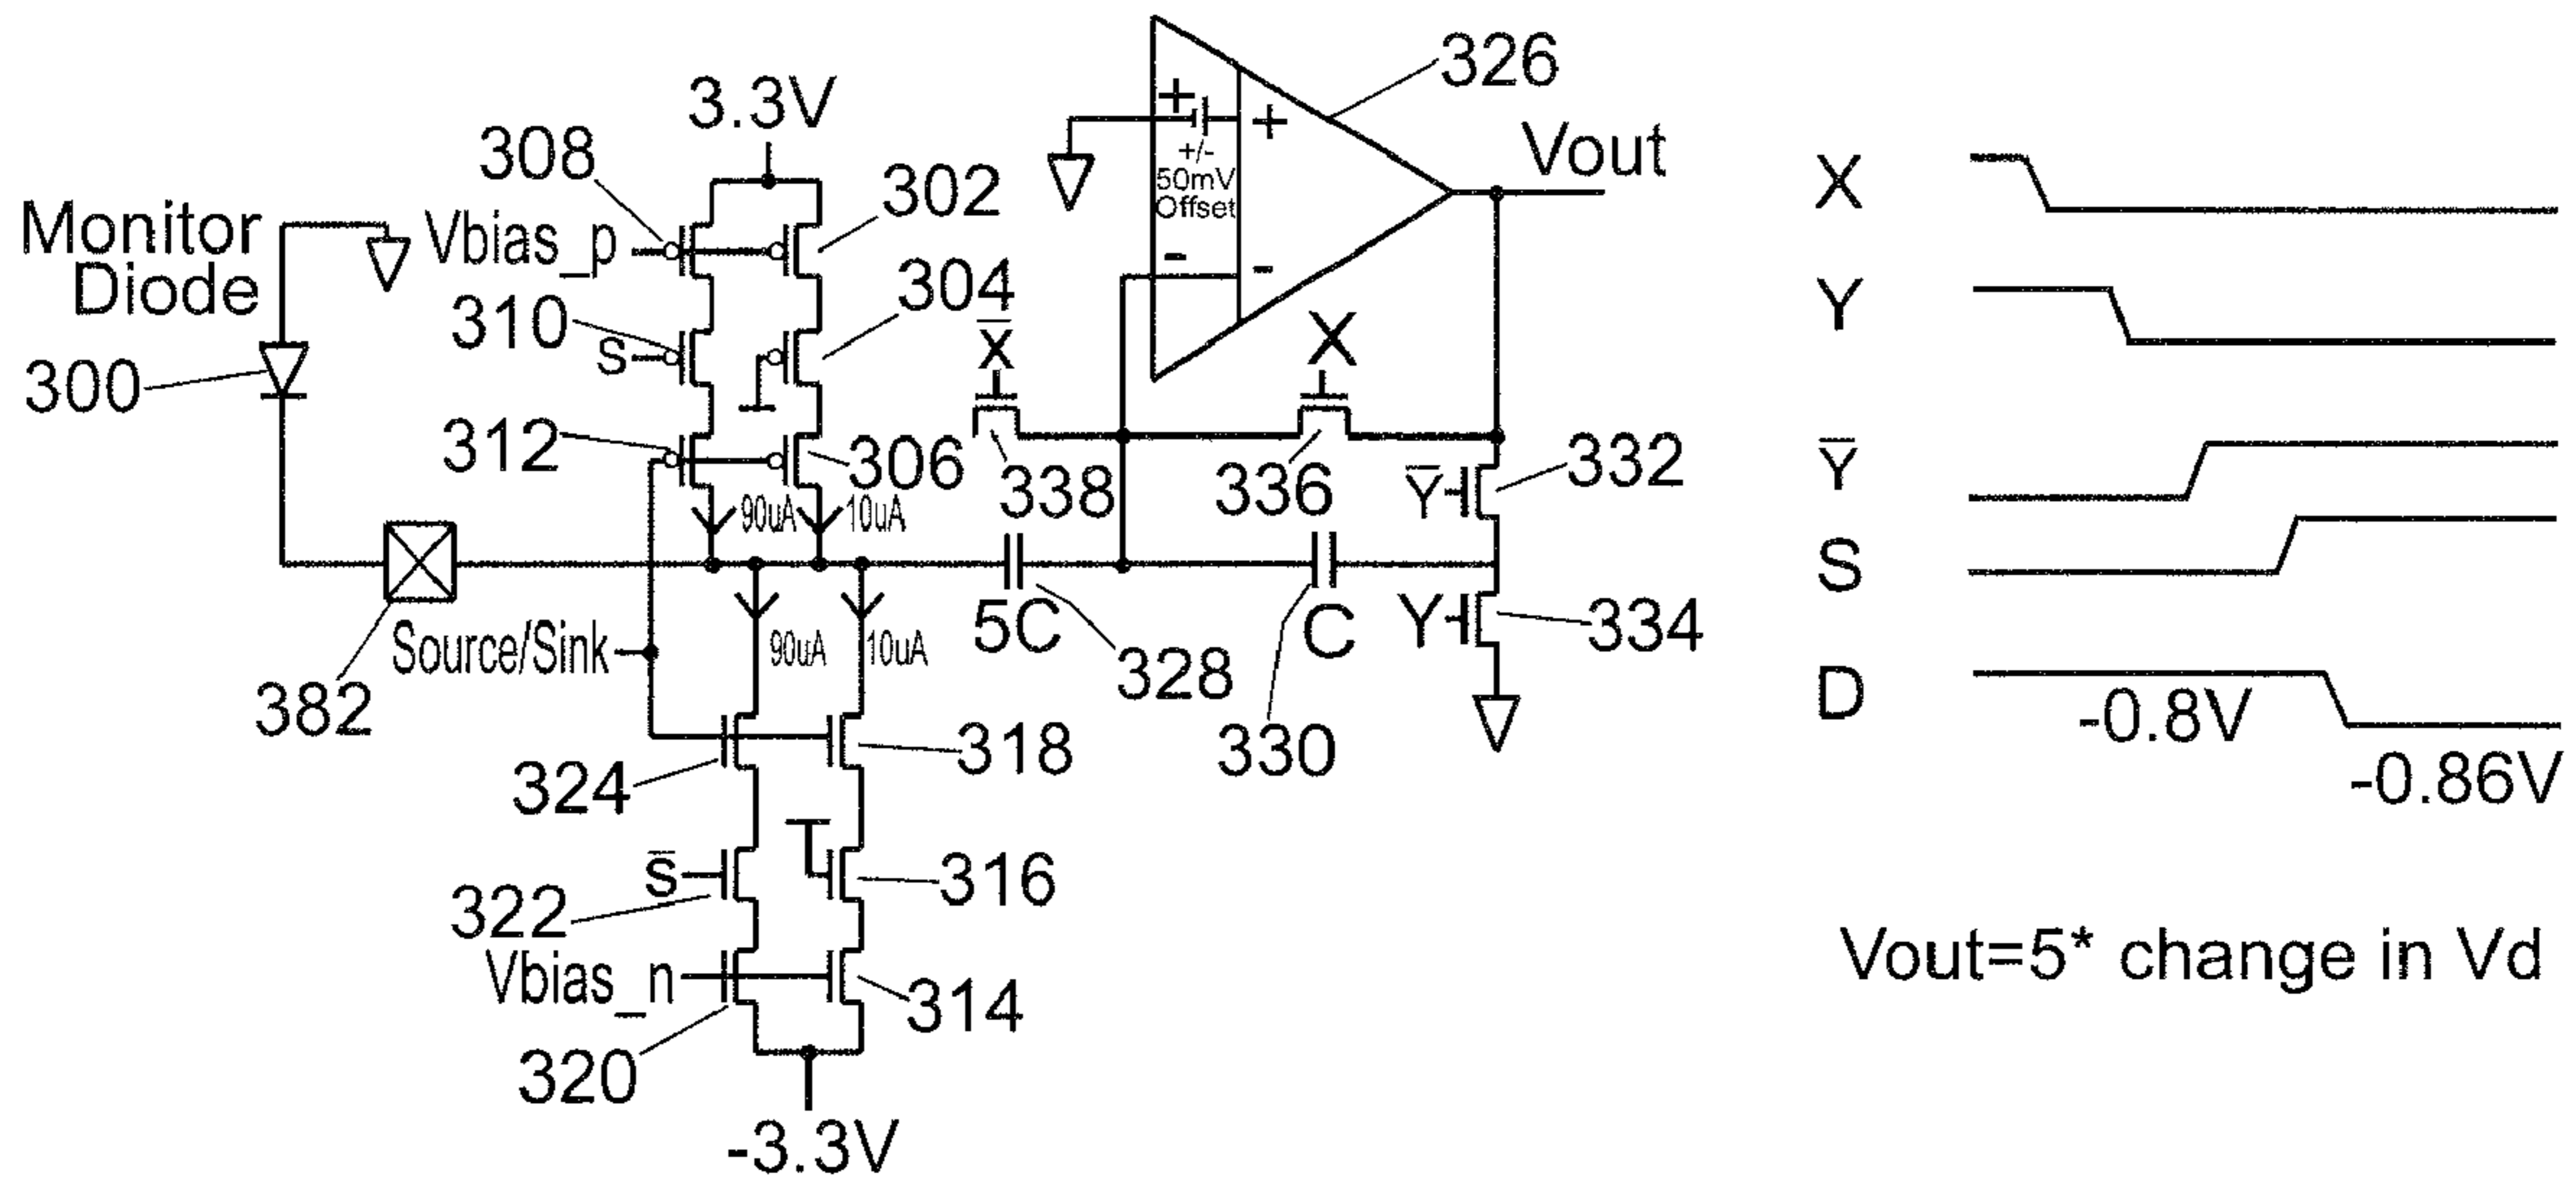 326
3.3V
308
302
Vout
+
+
+/-
50mV
Offset
-
-
X
Monitor
Diode
Vbias_p
304
310
S
X̅
X
Y
300
312
306
338
336
Y̅
332
Y̅
90uA
10uA
S
Source/Sink
90uA
10uA
5C
C
Y
334
382
328
330
D
-0.8V
-0.86V
324
318
S̅
316
322
Vbias_n
314
320
Vout=5* change in Vd
-3.3V